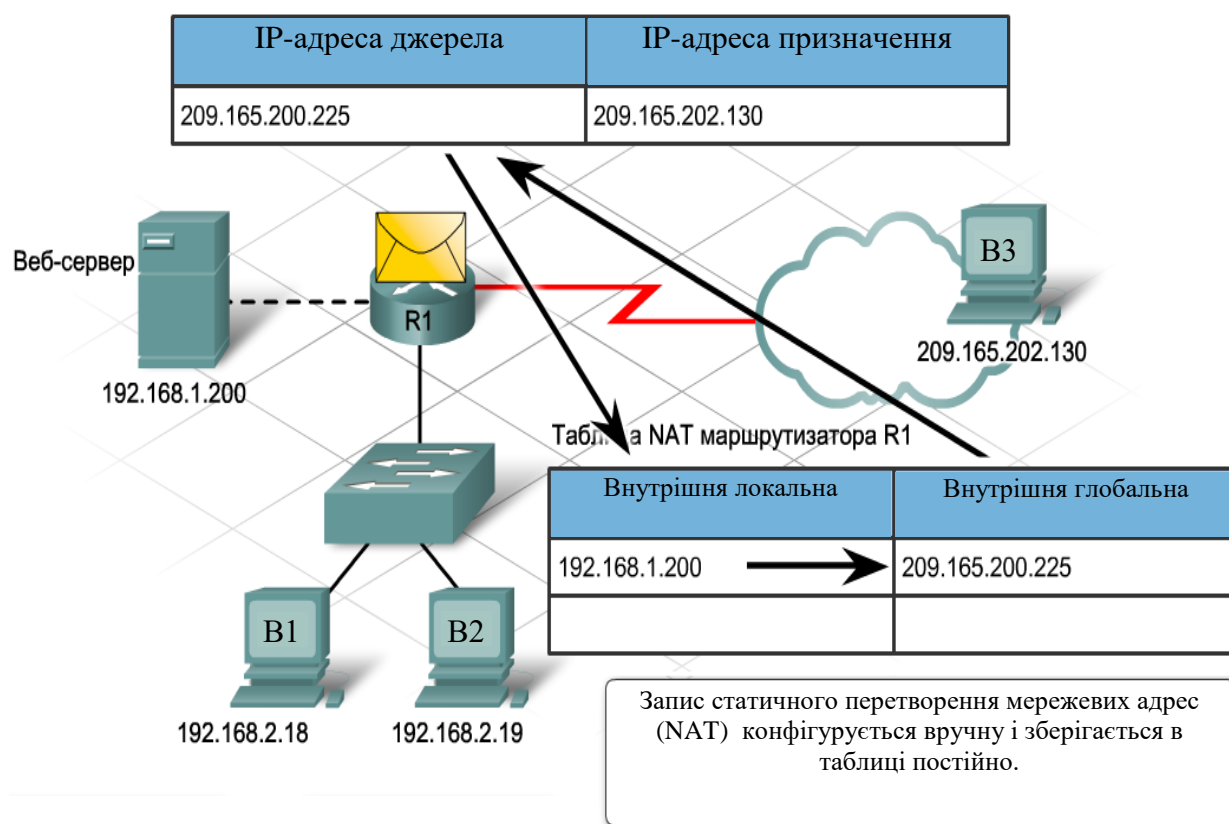 IP-адреса джерела
IP-адреса призначення
209.165.200.225
209.165.202.130
Веб-сервер
192.168.1.200
R1
B3
209.165.202.130
Таблиця NAT маршрутизатора R1
Внутрішня локальна
Внутрішня глобальна
192.168.1.200
209.165.200.225
B1
B2
192.168.2.18
192.168.2.19
Запис статичного перетворення мережевих адрес
(NAT) конфігурується вручну і зберігається в
таблиці постійно.